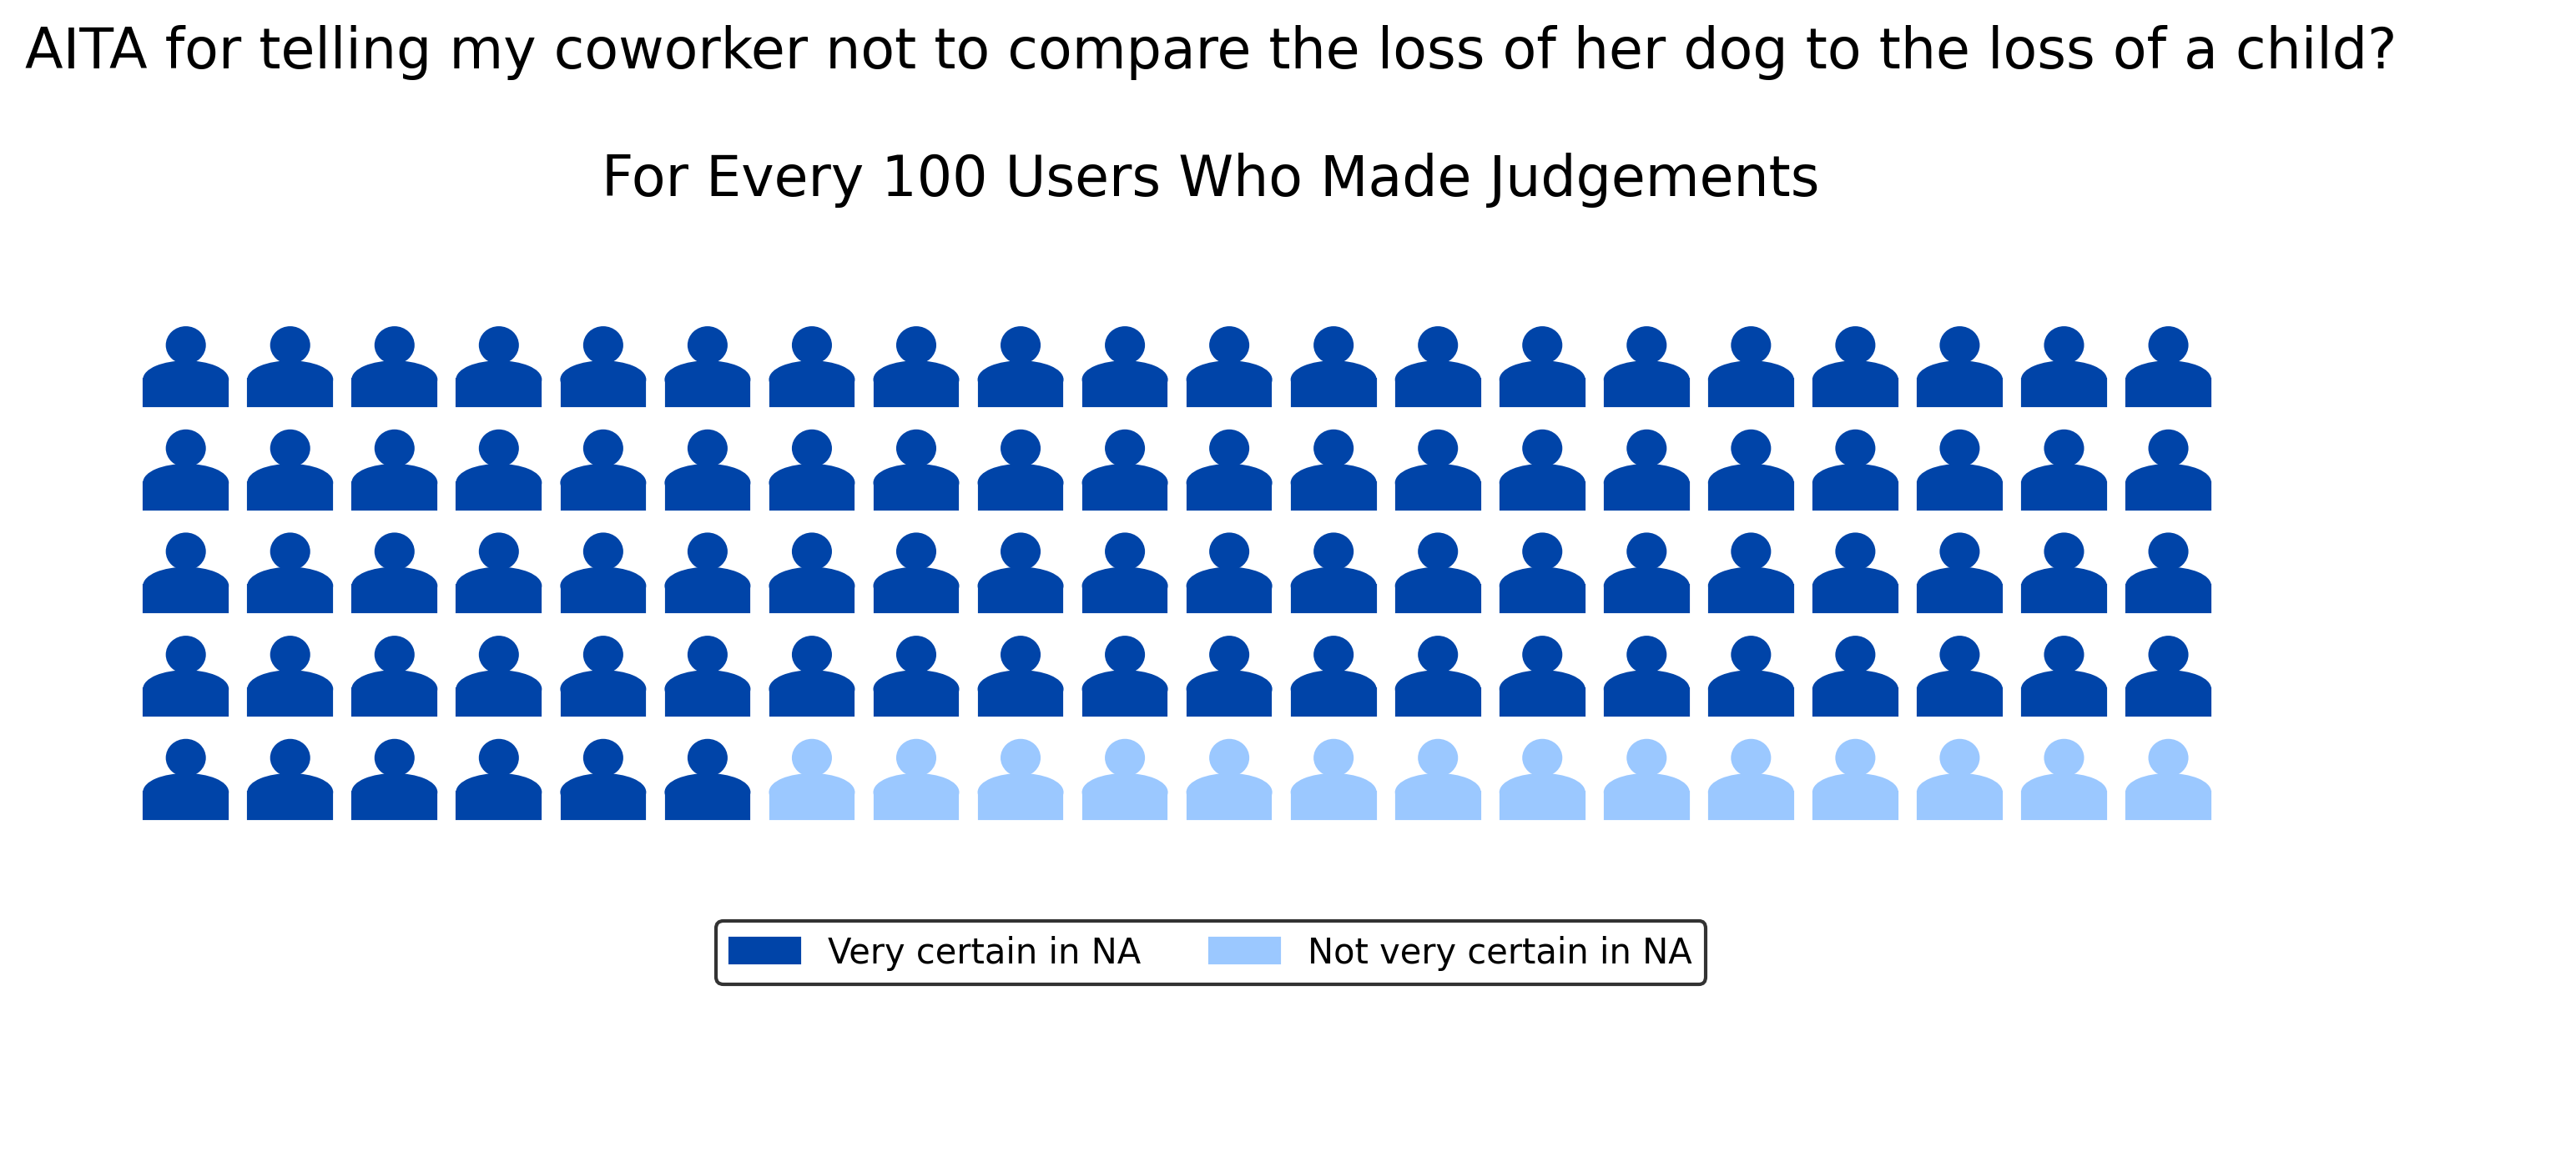 AITA for telling my coworker not to compare the loss of her dog to the loss of a child?
For Every 100 Users Who Made Judgements
Very certain in NA
Not very certain in NA